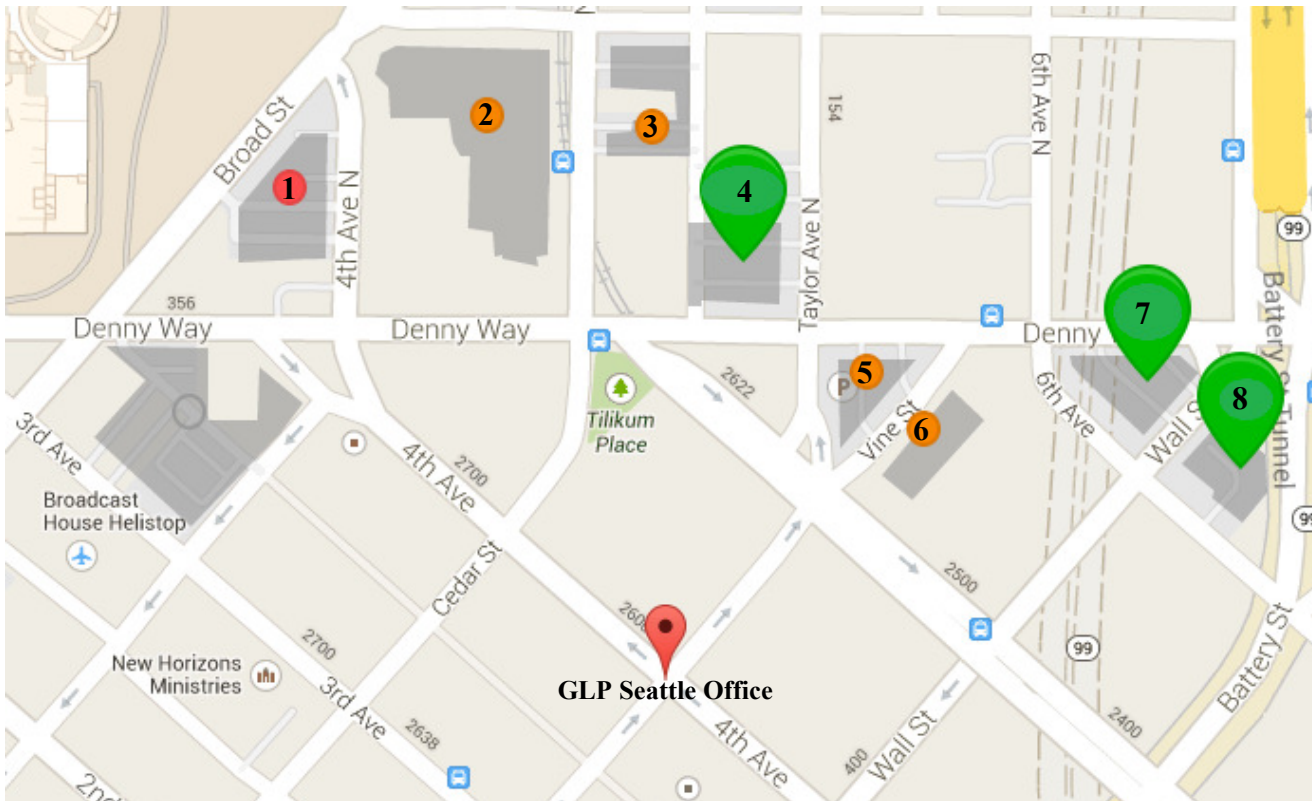 Broad St
1
2
3
4
154
6th Ave N
99
4th Ave N
Taylor Ave N
356
Denny Way
Denny Way
Denny
7
8
Battery
Tunnel
2622
5
P
6
Tilikum
Place
Vine St
6th Ave
Wall S
3rd Ave
4th Ave
2700
Broadcast
House Helistop
Cedar St
2500
99
2600
New Horizons
Ministries
2700
3rd Ave
GLP Seattle Office
99
Battery St
2638
4th Ave
400
Wall St
2400
2nd